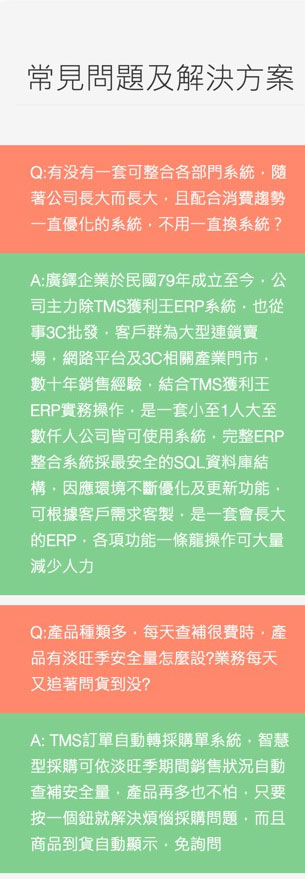 常見問題及解決方案
Q:有没有一套可整合各部門系統，隨
著公司長大而長大，且配合消費趨勢
一直優化的系統，不用一直換系統？
A:廣鐸企業於民國79年成立至今，公
司主力除TMS獲利王ERP系統，也從
事3C批發，客戶群為大型連鎖賣
場，網路平台及3C相關產業門市，
數十年銷售經驗，結合TMS獲利王
ERP實務操作，是一套小至1人大至
數仟人公司皆可使用系統，完整ERP
整合系統採最安全的SQL資料庫結
構，因應環境不斷優化及更新功能，
可根據客戶需求客製，是一套會長大
的ERP，各項功能一條龍操作可大量
減少人力
Q:產品種類多，每天查補很費時，產
品有淡旺季安全量怎麼設?業務每天
又追著問貨到没?
A: TMS訂單自動轉採購單系統，智慧
型採購可依淡旺季期間銷售狀況自動
查補安全量，產品再多也不怕，只要
按一個鈕就解決煩惱採購問題，而且
商品到貨自動顯示，免詢問